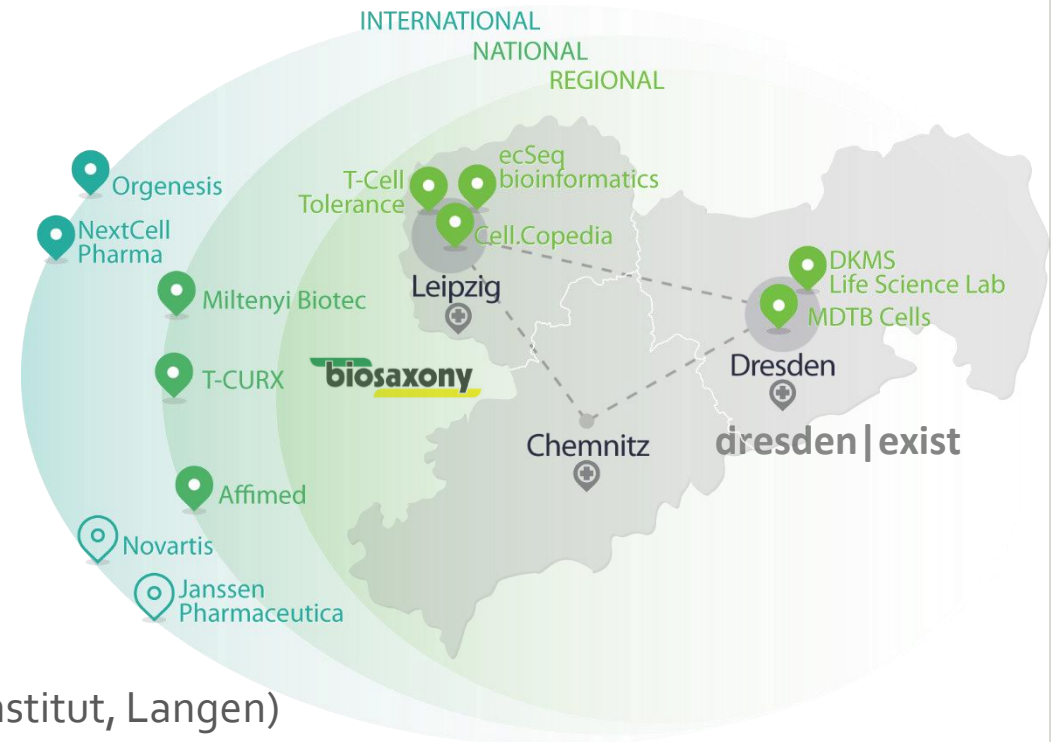 INTERNATIONAL
NATIONAL
REGIONAL
Orgenesis
NextCell
Pharma
Miltenyi Biotec
T-CURX
Affimed
Novartis
Janssen
Pharmaceutica
biosaxony
T-Cell
Tolerance
ecSeq
bioinformatics
Cell.Copedia
Leipzig
DKMS
Life Science Lab
MDTB Cells
Dresden
dresden|exist
Chemnitz
nstitut, Langen)